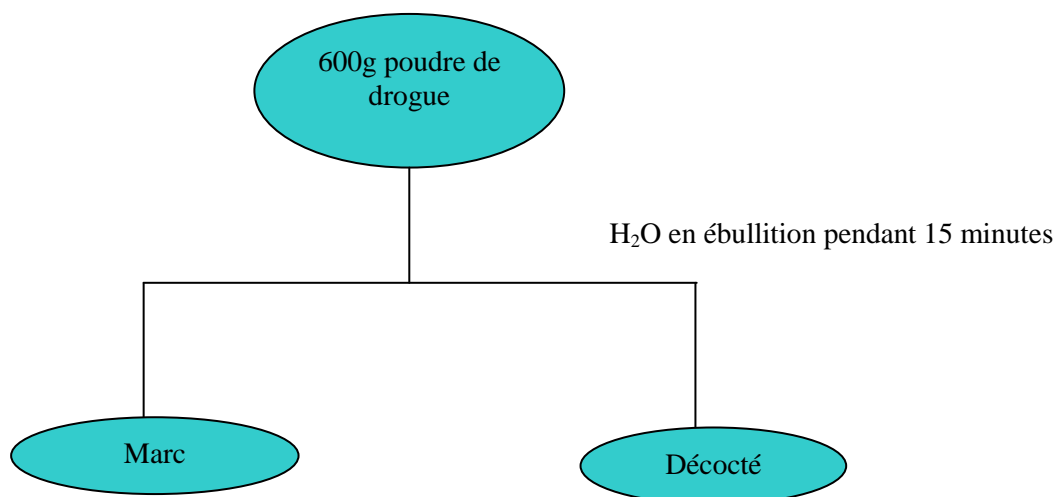 600g poudre de
drogue
H₂O en ébullition pendant 15 minutes
Marc
Décocté